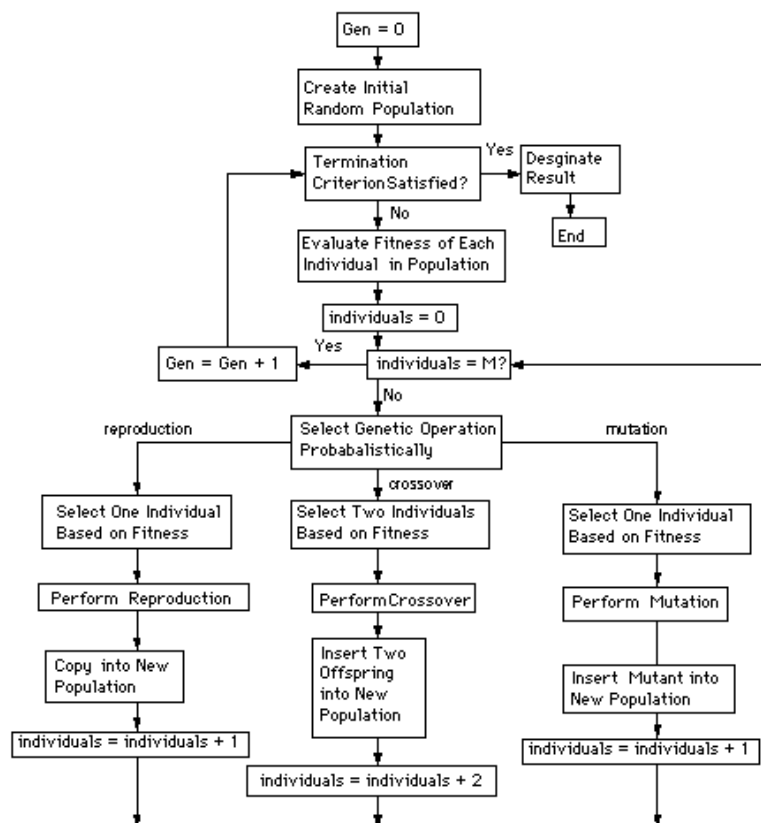 Gen = 0
Create Initial
Random Population
Termination
CriterionSatisfied?
Yes
Desginate
Result
End
No
Evaluate Fitness of Each
Individual in Population
individuals = 0
Yes
Gen = Gen + 1
individuals = M?
No
reproduction
Select Genetic Operation
Probabalistically
mutation
crossover
Select One Individual
Based on Fitness
Select Two Individuals
Based on Fitness
Select One Individual
Based on Fitness
Perform Reproduction
PerformCrossover
Perform Mutation
Copy into New
Population
Insert Two
Offspring
into New
Population
Insert Mutant into
New Population
individuals = individuals + 1
individuals = individuals + 2
individuals = individuals + 1